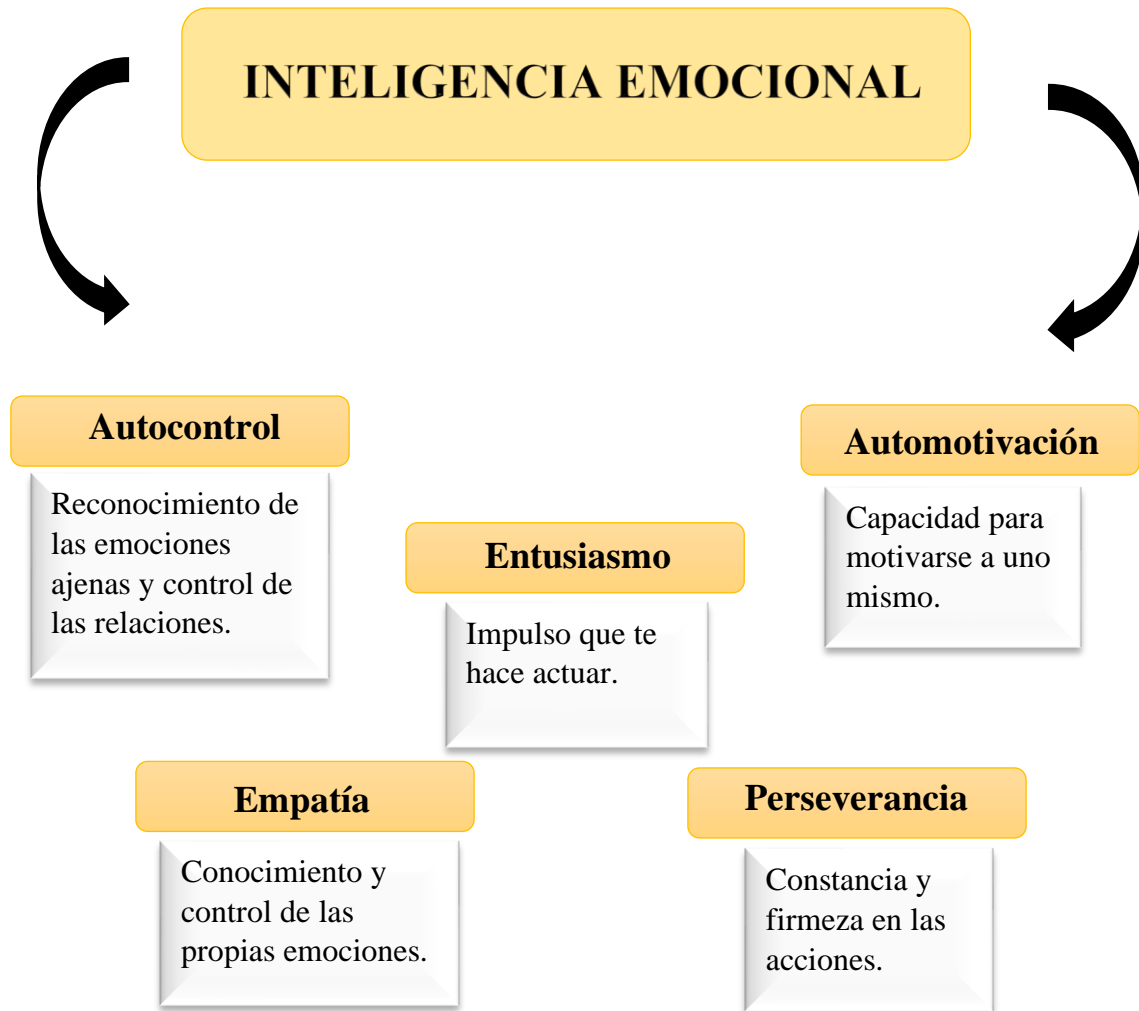 INTELIGENCIA EMOCIONAL
Autocontrol
Reconocimiento de
las emociones
ajenas y control de
las relaciones.
Automotivación
Capacidad para
motivarse a uno
mismo.
Entusiasmo
Impulso que te
hace actuar.
Empatía
Conocimiento y
control de las
propias emociones.
Perseverancia
Constancia y
firmeza en las
acciones.